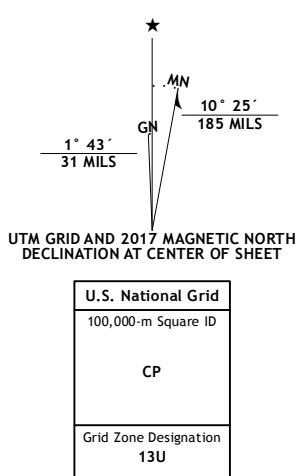 ★
MN
GN
10° 25´
185 MILS
1° 43´
31 MILS
UTM GRID AND 2017 MAGNETIC NORTH
DECLINATION AT CENTER OF SHEET
U.S. National Grid
100,000-m Square ID
CP
Grid Zone Designation
13U